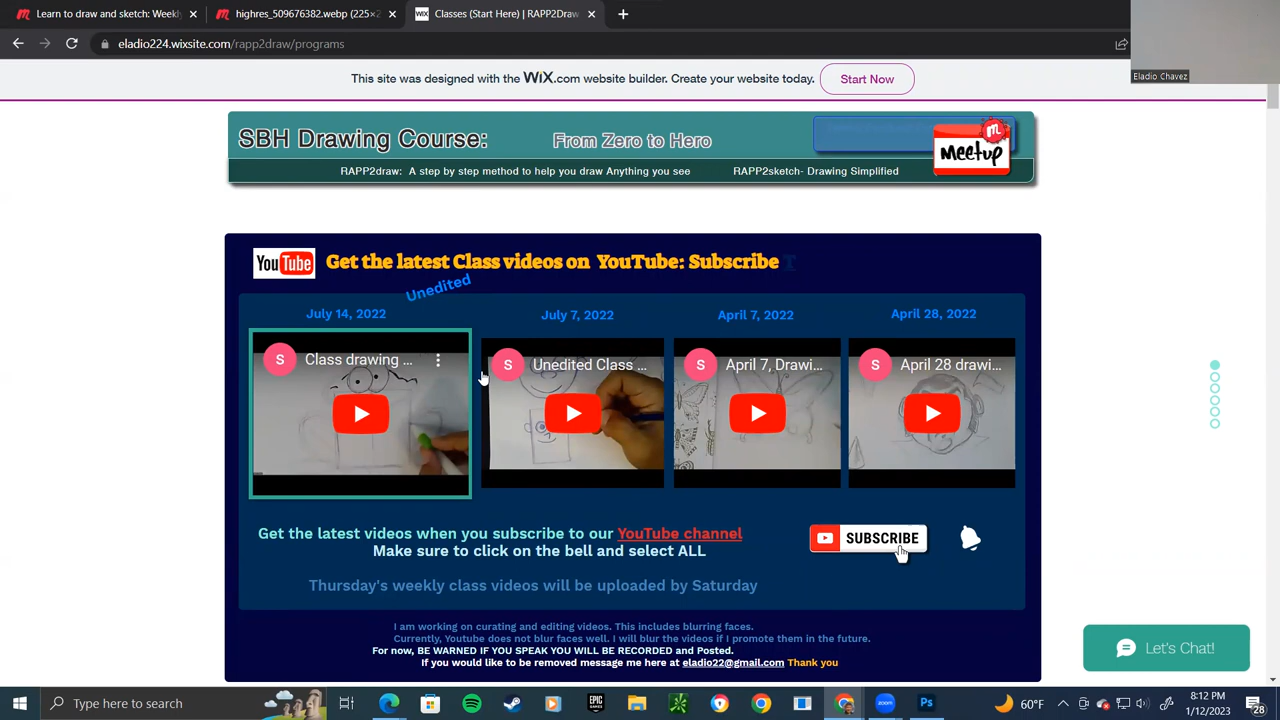 Learn and sketch: Weekly
highres_509676382.webp (225×2
WiX
Classes (Start Here) | RAPP2Draw
eladio224.wixsite.com/rapp2draw/programs
Eladio Chavez
This site was designed with the WiX.com website builder. Create your website today.
Start Now
SBH Drawing Course:
From Zero to Hero
Meetup
m
RAPP2draw: A step by step method to help you draw Anything you see
RAPP2sketch- Drawing Simplified
YouTube
Get the latest Class videos on YouTube: Subscribe T
Unedited
July 14, 2022
July 7, 2022
April 7, 2022
April 28, 2022
S Class drawing ...
S Unedited Class ...
S April 7, Drawi...
S April 28 drawi...
Get the latest videos when you subscribe to our YouTube channel
Make sure to click on the bell and select ALL
SUBSCRIBE
Thursday's weekly class videos will be uploaded by Saturday
I am working on curating and editing videos. This includes blurring faces.
Currently, Youtube does not blur faces well. I will blur the videos if I promote them in the future.
For now, BE WARNED IF YOU SPEAK YOU WILL BE RECORDED and Posted.
If you would like to be removed message me here at eladio22@gmail.com Thank you
Let's Chat!
Type here to search
EPIC GAMES
zoom
Ps
60°F
8:12 PM
1/12/2023
28